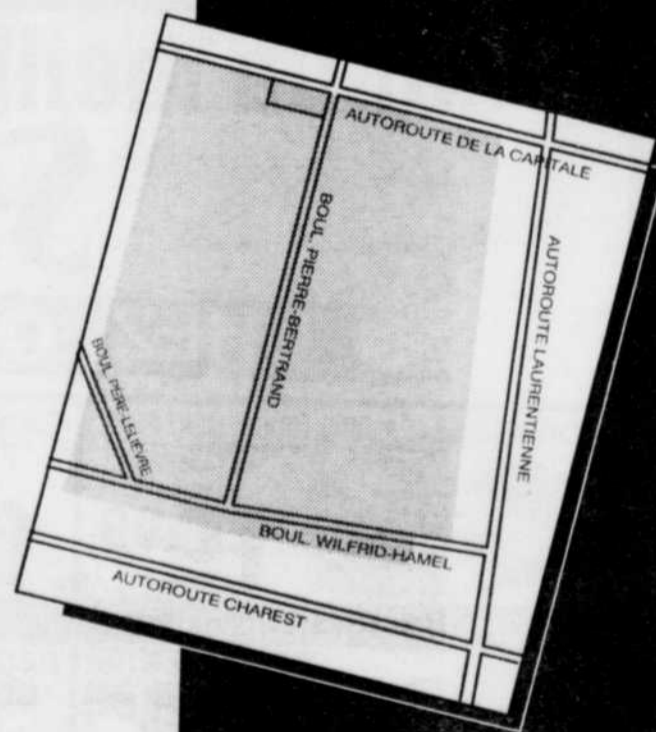 AUTOROUTE DE LA CAPITALE
BOUL. PIERRE-BERTRAND
AUTOROUTE LAURENTIENNE
BOUL. PÈRE-LELIÈVRE
BOUL. WILFRID-HAMEL
AUTOROUTE CHAREST